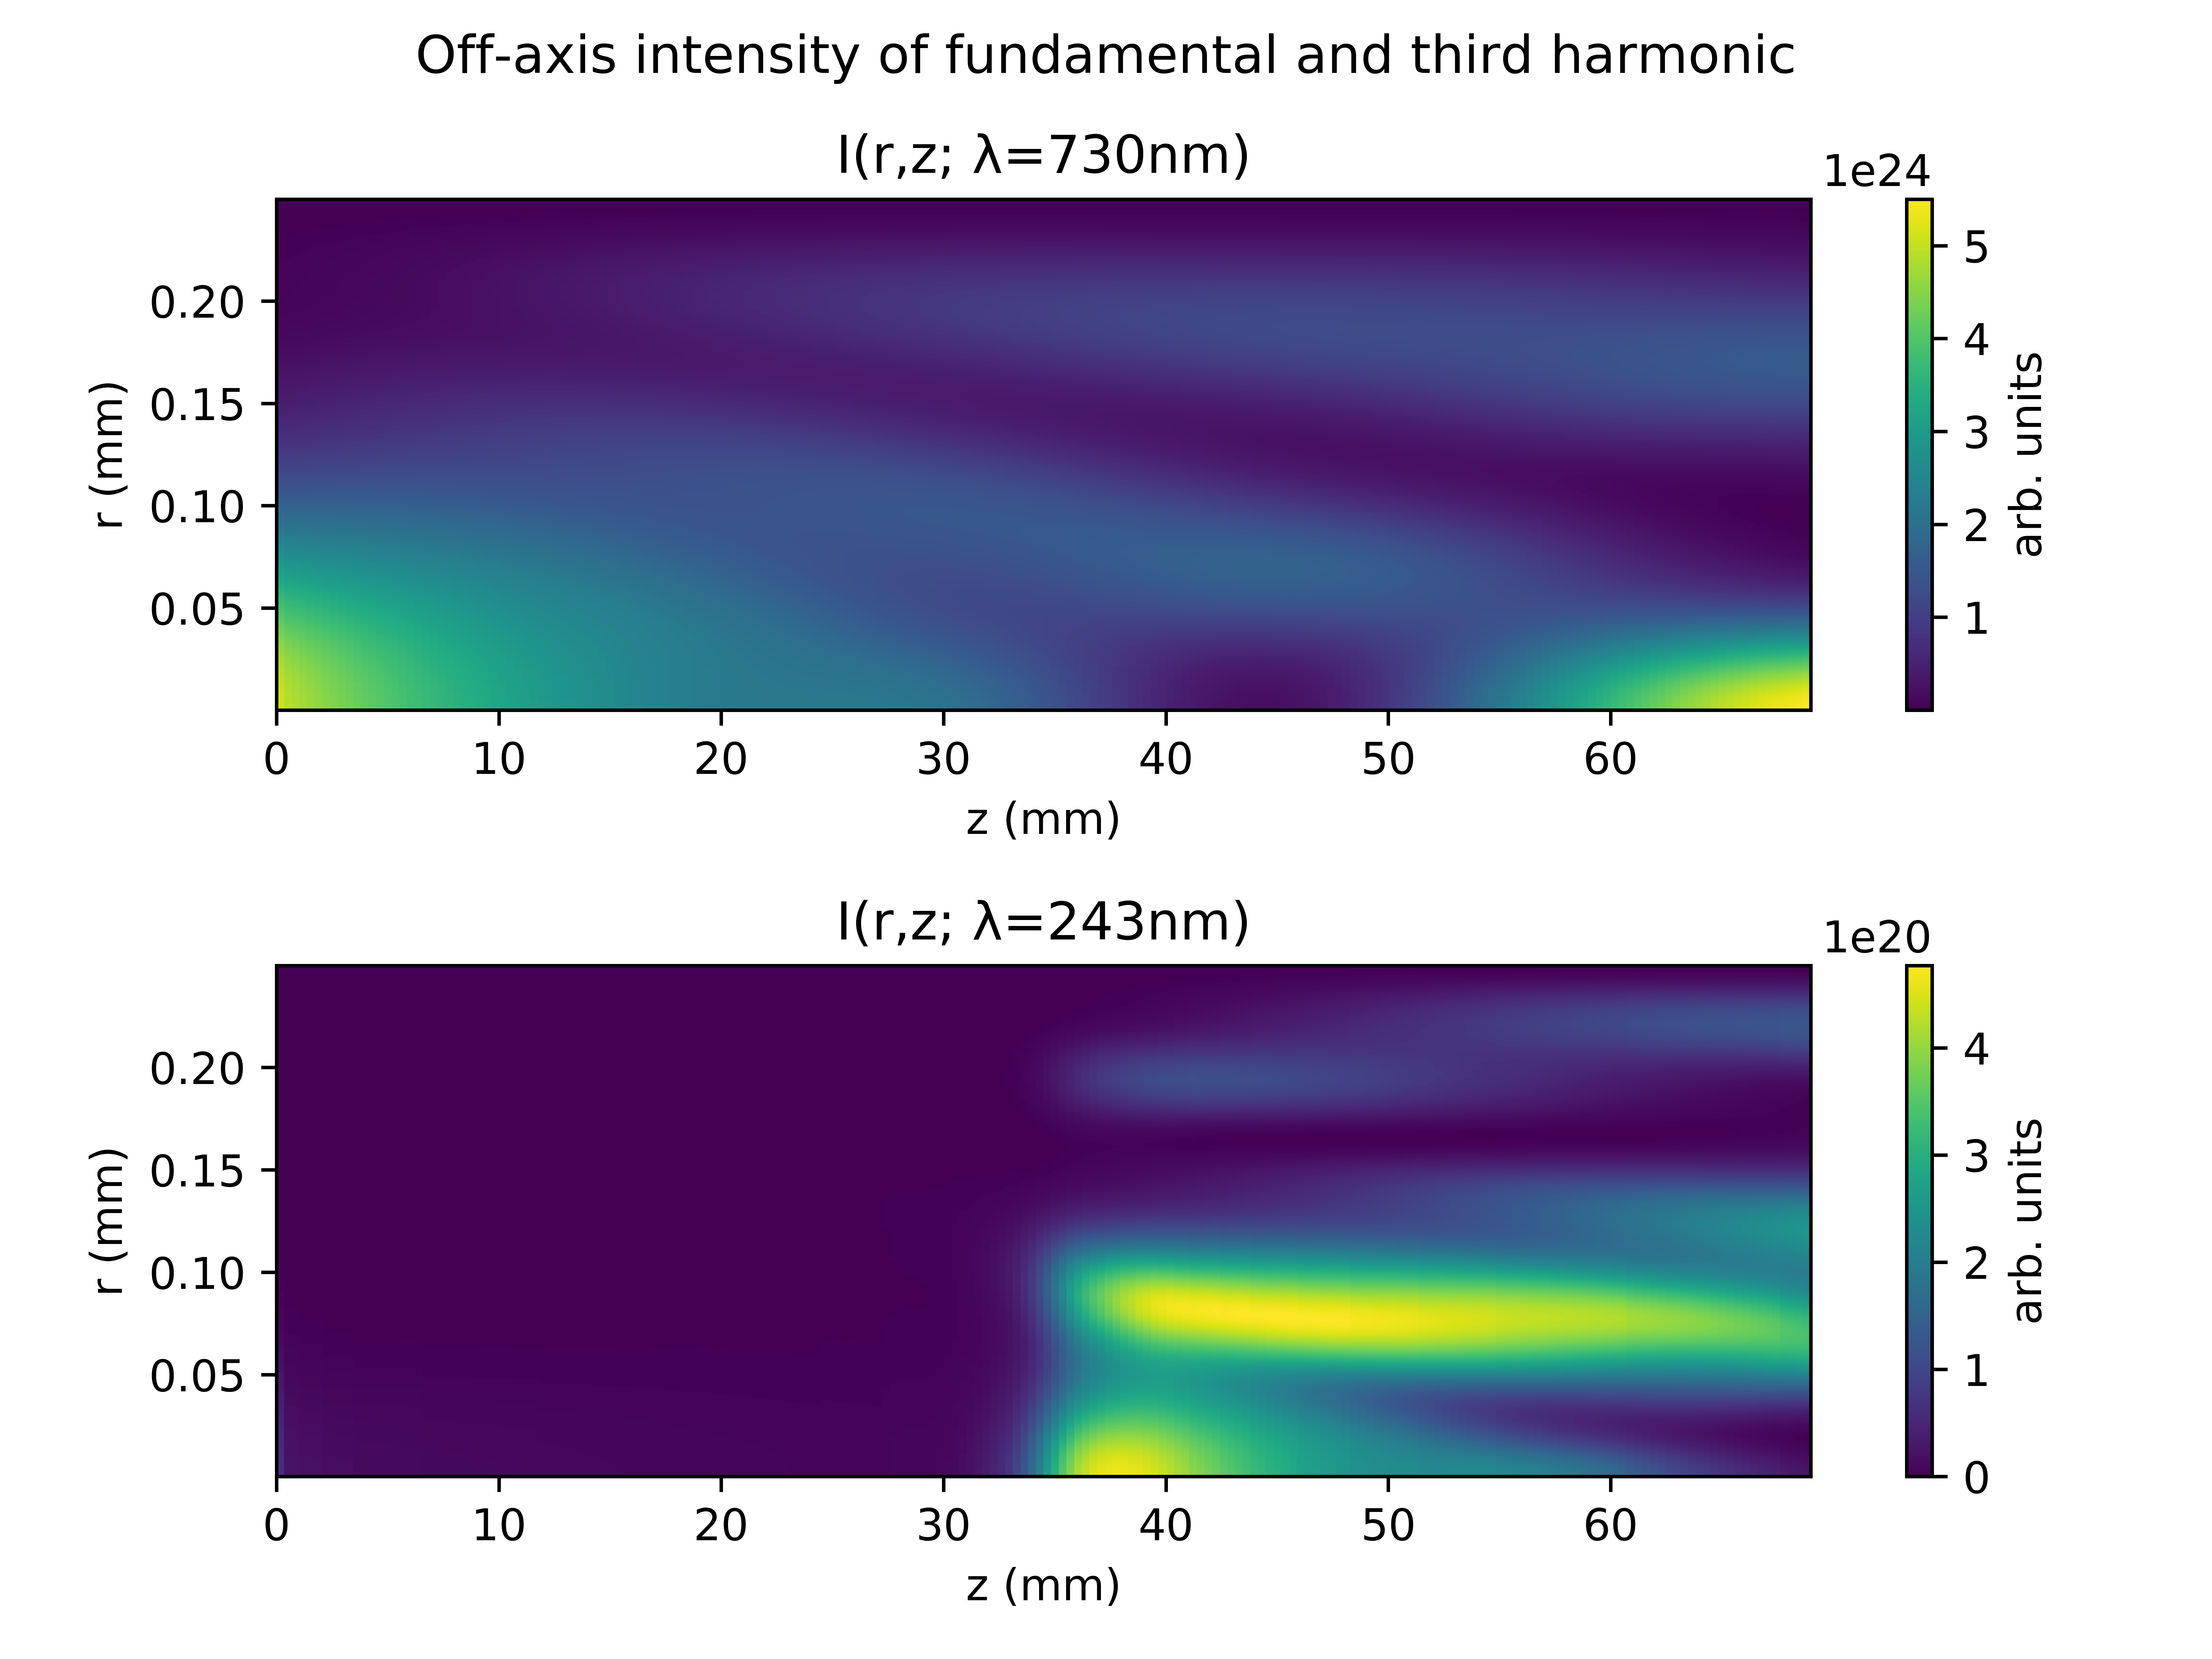 Off-axis intensity of fundamental and third harmonic
I(r,z; λ=730nm)
1e24
r (mm)
0.20
0.15
0.10
0.05
0 10 20 30 40 50 60
z (mm)
5
4
3
2
1
arb. units
I(r,z; λ=243nm)
1e20
r (mm)
0.20
0.15
0.10
0.05
0 10 20 30 40 50 60
z (mm)
4
3
2
1
0
arb. units